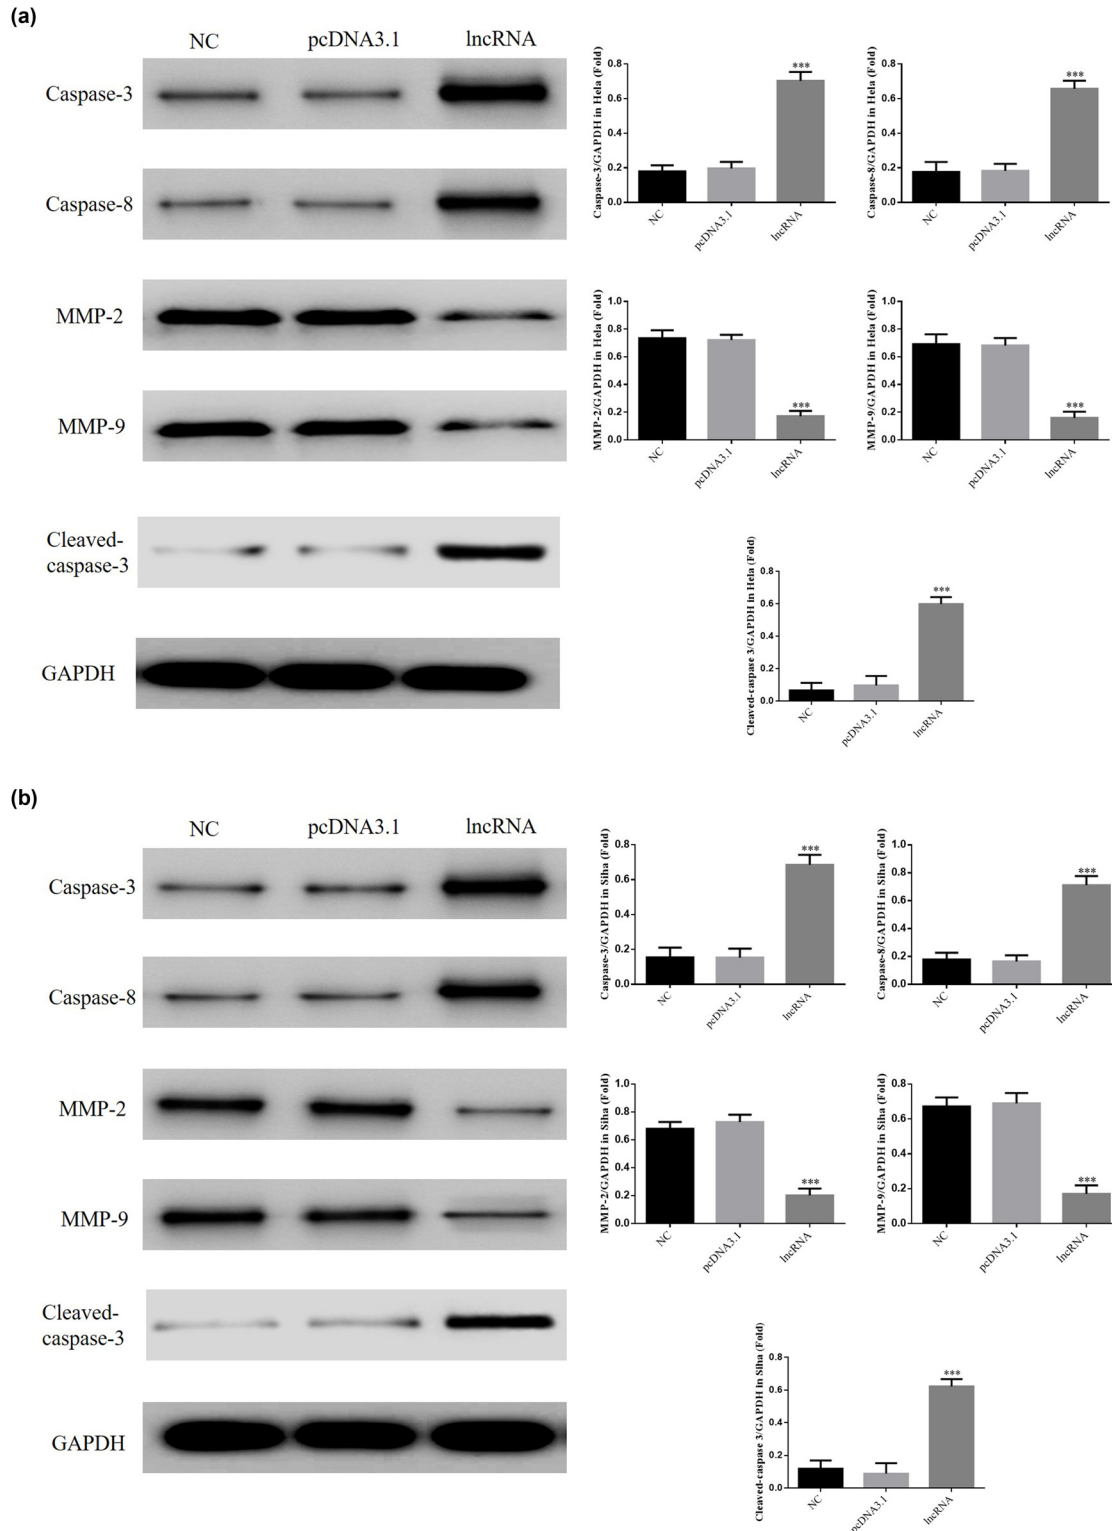 (a)
NC pcDNA3.1 lncRNA
Caspase-3
Caspase-8
MMP-2
MMP-9
Cleaved-
caspase-3
GAPDH
Caspase-3/GAPDH in Hela (Fold)
0.8
0.6
0.4
0.2
0.0
***
NC pcDNA3.1 lncRNA
Caspase-8/GAPDH in Hela (Fold)
0.8
0.6
0.4
0.2
0.0
***
NC pcDNA3.1 lncRNA
MMP-2/GAPDH in Hela (Fold)
1.0
0.8
0.6
0.4
0.2
0.0
***
NC pcDNA3.1 lncRNA
MMP-9/GAPDH in Hela (Fold)
1.0
0.8
0.6
0.4
0.2
0.0
***
NC pcDNA3.1 lncRNA
Cleaved-caspase 3/GAPDH in Hela (Fold)
0.8
0.6
0.4
0.2
0.0
***
NC pcDNA3.1 lncRNA
(b)
NC pcDNA3.1 lncRNA
Caspase-3
Caspase-8
MMP-2
MMP-9
Cleaved-
caspase-3
GAPDH
Caspase-3/GAPDH in Siha (Fold)
0.8
0.6
0.4
0.2
0.0
***
NC pcDNA3.1 lncRNA
Caspase-8/GAPDH in Siha (Fold)
1.0
0.8
0.6
0.4
0.2
0.0
***
NC pcDNA3.1 lncRNA
MMP-2/GAPDH in Siha (Fold)
1.0
0.8
0.6
0.4
0.2
0.0
***
NC pcDNA3.1 lncRNA
MMP-9/GAPDH in Siha (Fold)
0.8
0.6
0.4
0.2
0.0
***
NC pcDNA3.1 lncRNA
Cleaved-caspase 3/GAPDH in Siha (Fold)
0.8
0.6
0.4
0.2
0.0
***
NC pcDNA3.1 lncRNA